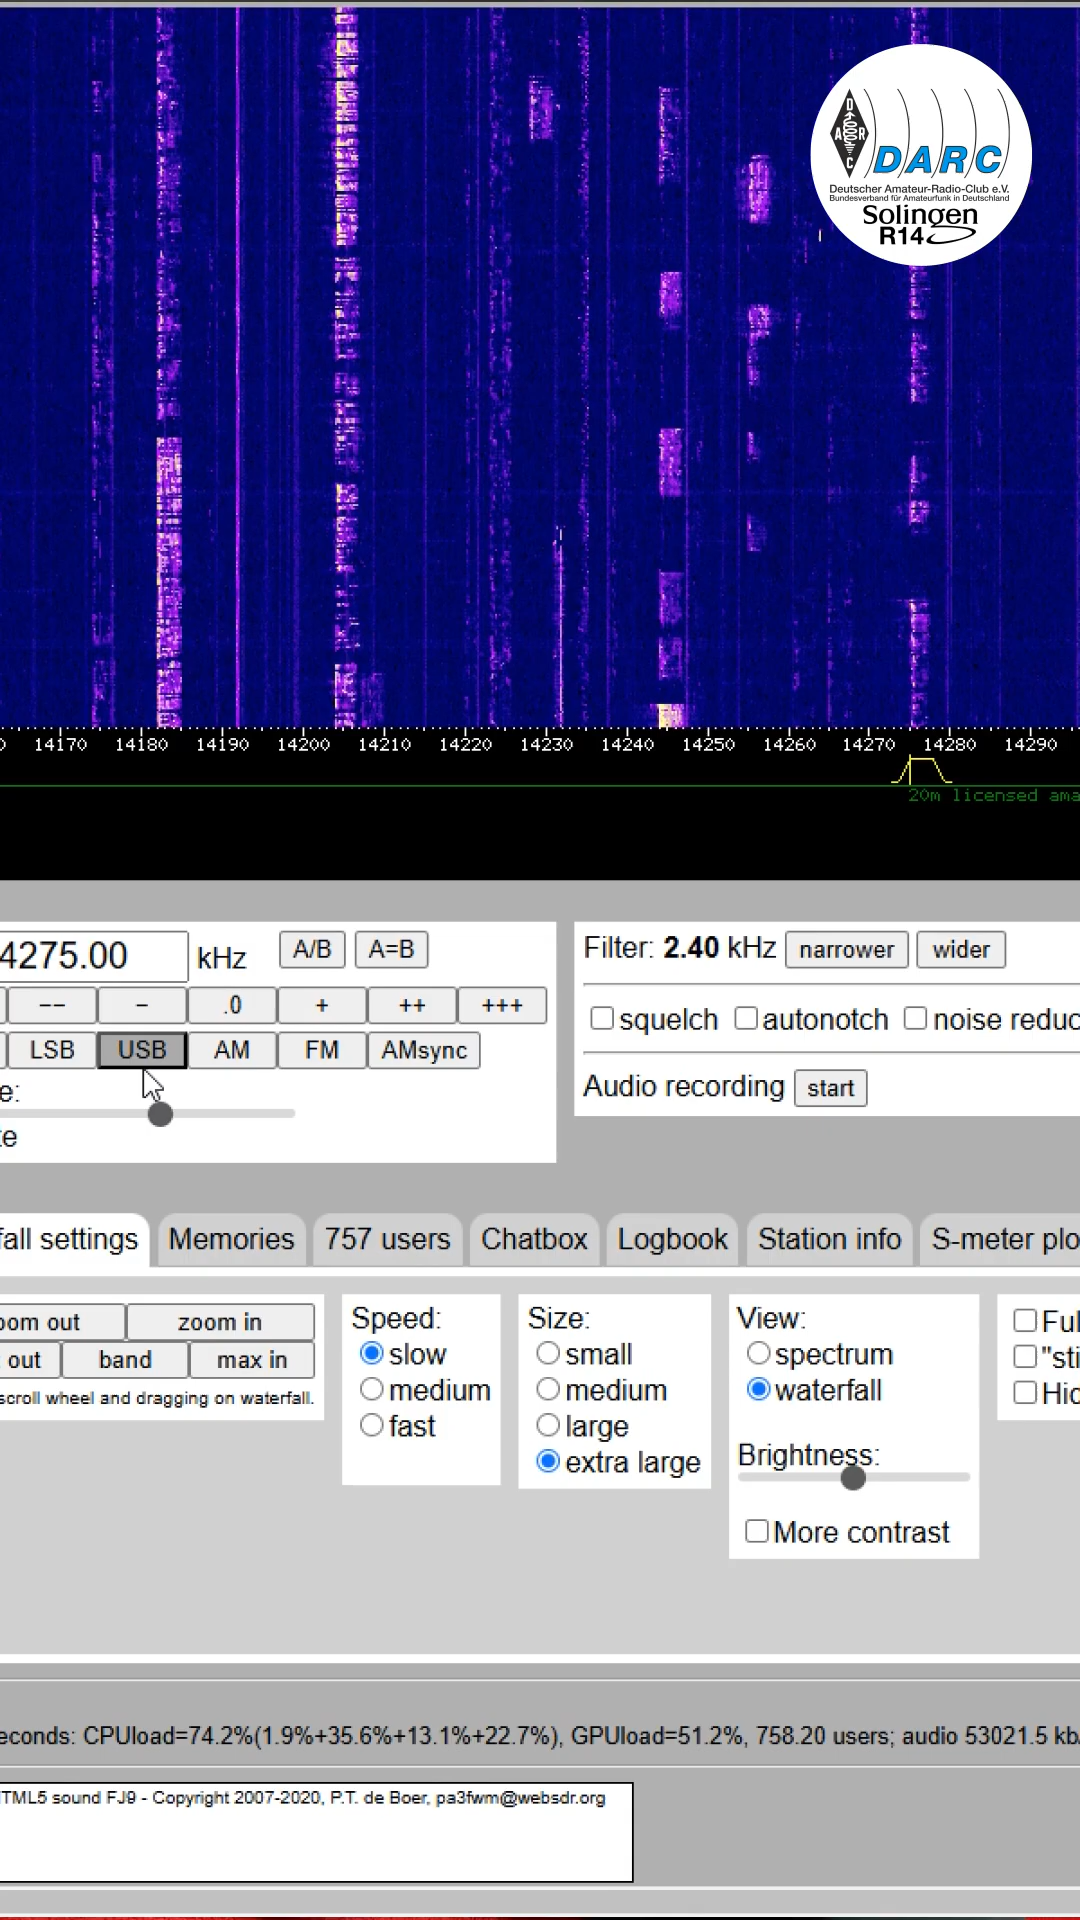 D
A R
C
DARC
Deutscher Amateur-Radio-Club e.V.
Bundesverband für Amateurfunk in Deutschland
Solingen
R14
0 14170 14180 14190 14200 14210 14220 14230 14240 14250 14260 14270 14280 14290
20m licensed ama
4275.00 kHz A/B A=B
-- - .0 + ++ +++
LSB USB AM FM AMsync
e:
te
Filter: 2.40 kHz narrower wider
squelch autonotch noise reduc
Audio recording start
fall settings Memories 757 users Chatbox Logbook Station info S-meter plo
oom out zoom in
t out band max in
scroll wheel and dragging on waterfall.
Speed:
slow
medium
fast
Size:
small
medium
large
extra large
View:
spectrum
waterfall
Brightness:
More contrast
Ful
"sti
Hid
econds: CPUload=74.2%(1.9%+35.6%+13.1%+22.7%), GPUload=51.2%, 758.20 users; audio 53021.5 kb/
TML5 sound FJ9 - Copyright 2007-2020, P.T. de Boer, pa3fwm@websdr.org